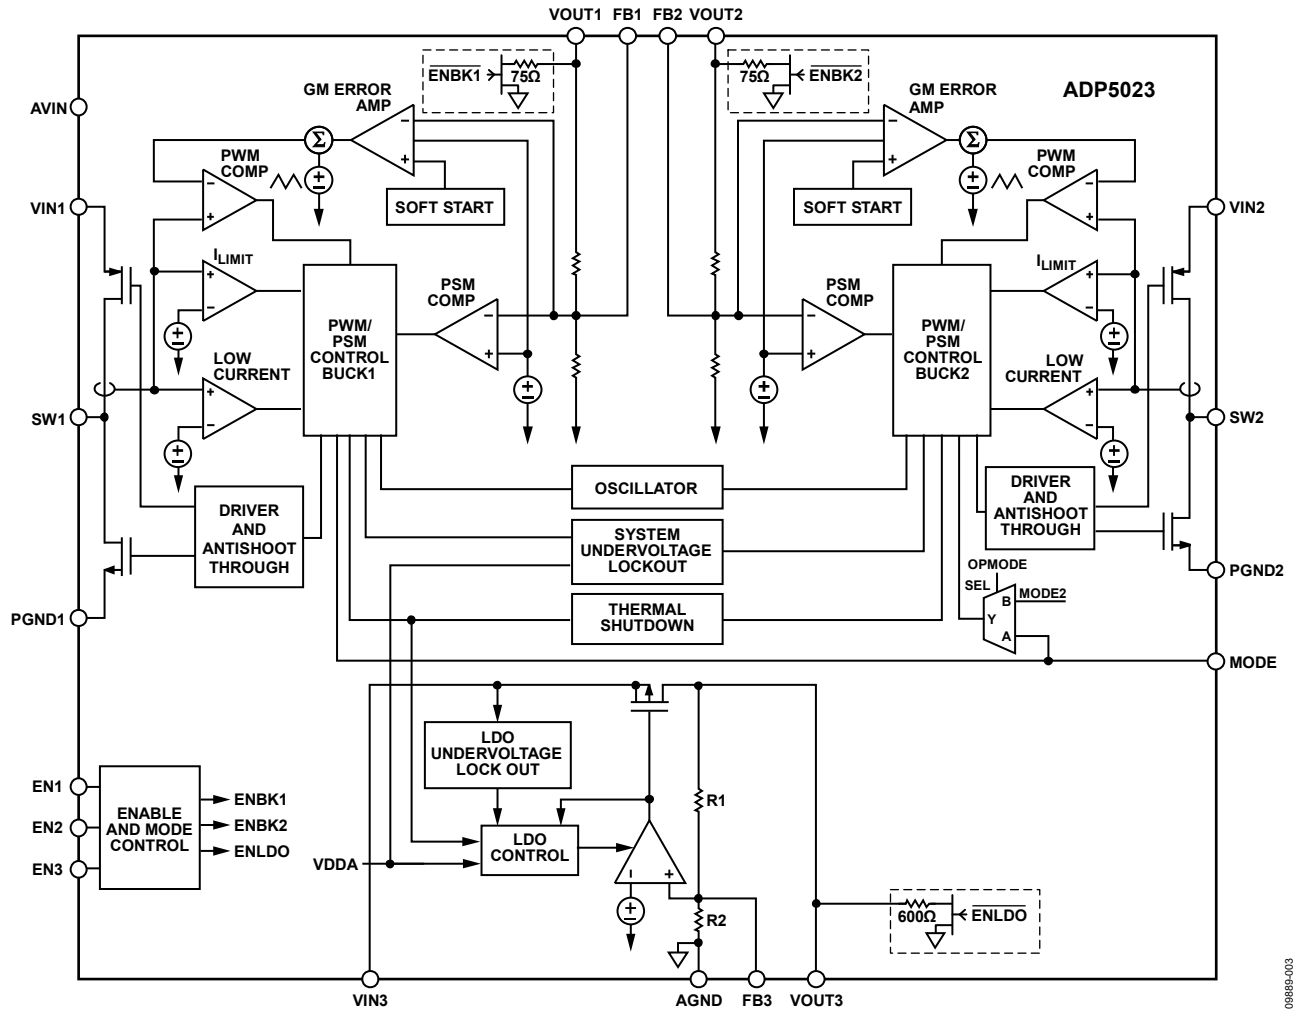 VOUT1 FB1 FB2 VOUT2
ENBK1
75Ω
75Ω
ENBK2
ADP5023
AVIN
GM ERROR
AMP
GM ERROR
AMP
Σ
Σ
PWM
COMP
PWM
COMP
SOFT START
SOFT START
VIN1
VIN2
ILIMIT
ILIMIT
PSM
COMP
PSM
COMP
PWM/
PSM
CONTROL
BUCK1
PWM/
PSM
CONTROL
BUCK2
LOW
CURRENT
LOW
CURRENT
SW1
SW2
OSCILLATOR
DRIVER
AND
ANTISHOOT
THROUGH
DRIVER
AND
ANTISHOOT
THROUGH
SYSTEM
UNDERVOLTAGE
LOCKOUT
OPMODE
SEL
B
MODE2
Y
A
PGND2
THERMAL
SHUTDOWN
PGND1
MODE
LDO
UNDERVOLTAGE
LOCK OUT
EN1
EN2
EN3
ENABLE
AND MODE
CONTROL
ENBK1
ENBK2
ENLDO
R1
LDO
CONTROL
VDDA
R2
600Ω
ENLDO
VIN3
AGND
FB3
VOUT3
09889-003